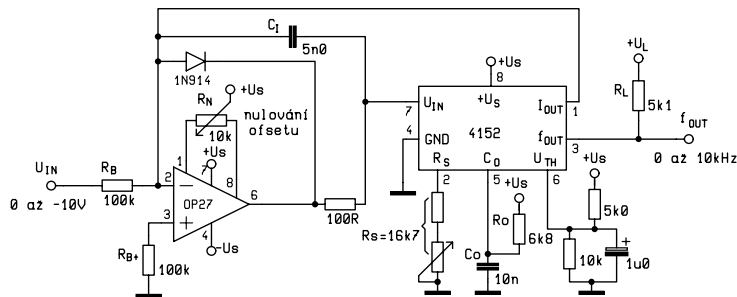 C_I
5n0
1N914
R_N
+Us
10k
nulování
ofsetu
U_IN
0 až -10V
R_B
100k
2
3
1
+Us
7
8
6
OP27
4
-Us
R_B+
100k
100R
+Us
8
7
U_IN
+U_S
I_OUT
1
4
GND
4152
f_OUT
3
R_S
C_O
U_TH
2
5
6
+U_L
R_L
5k1
f_OUT
0 až 10kHz
+Us
5k0
+Us
Ro
6k8
Rs=16k7
Co
10n
10k
+
1u0